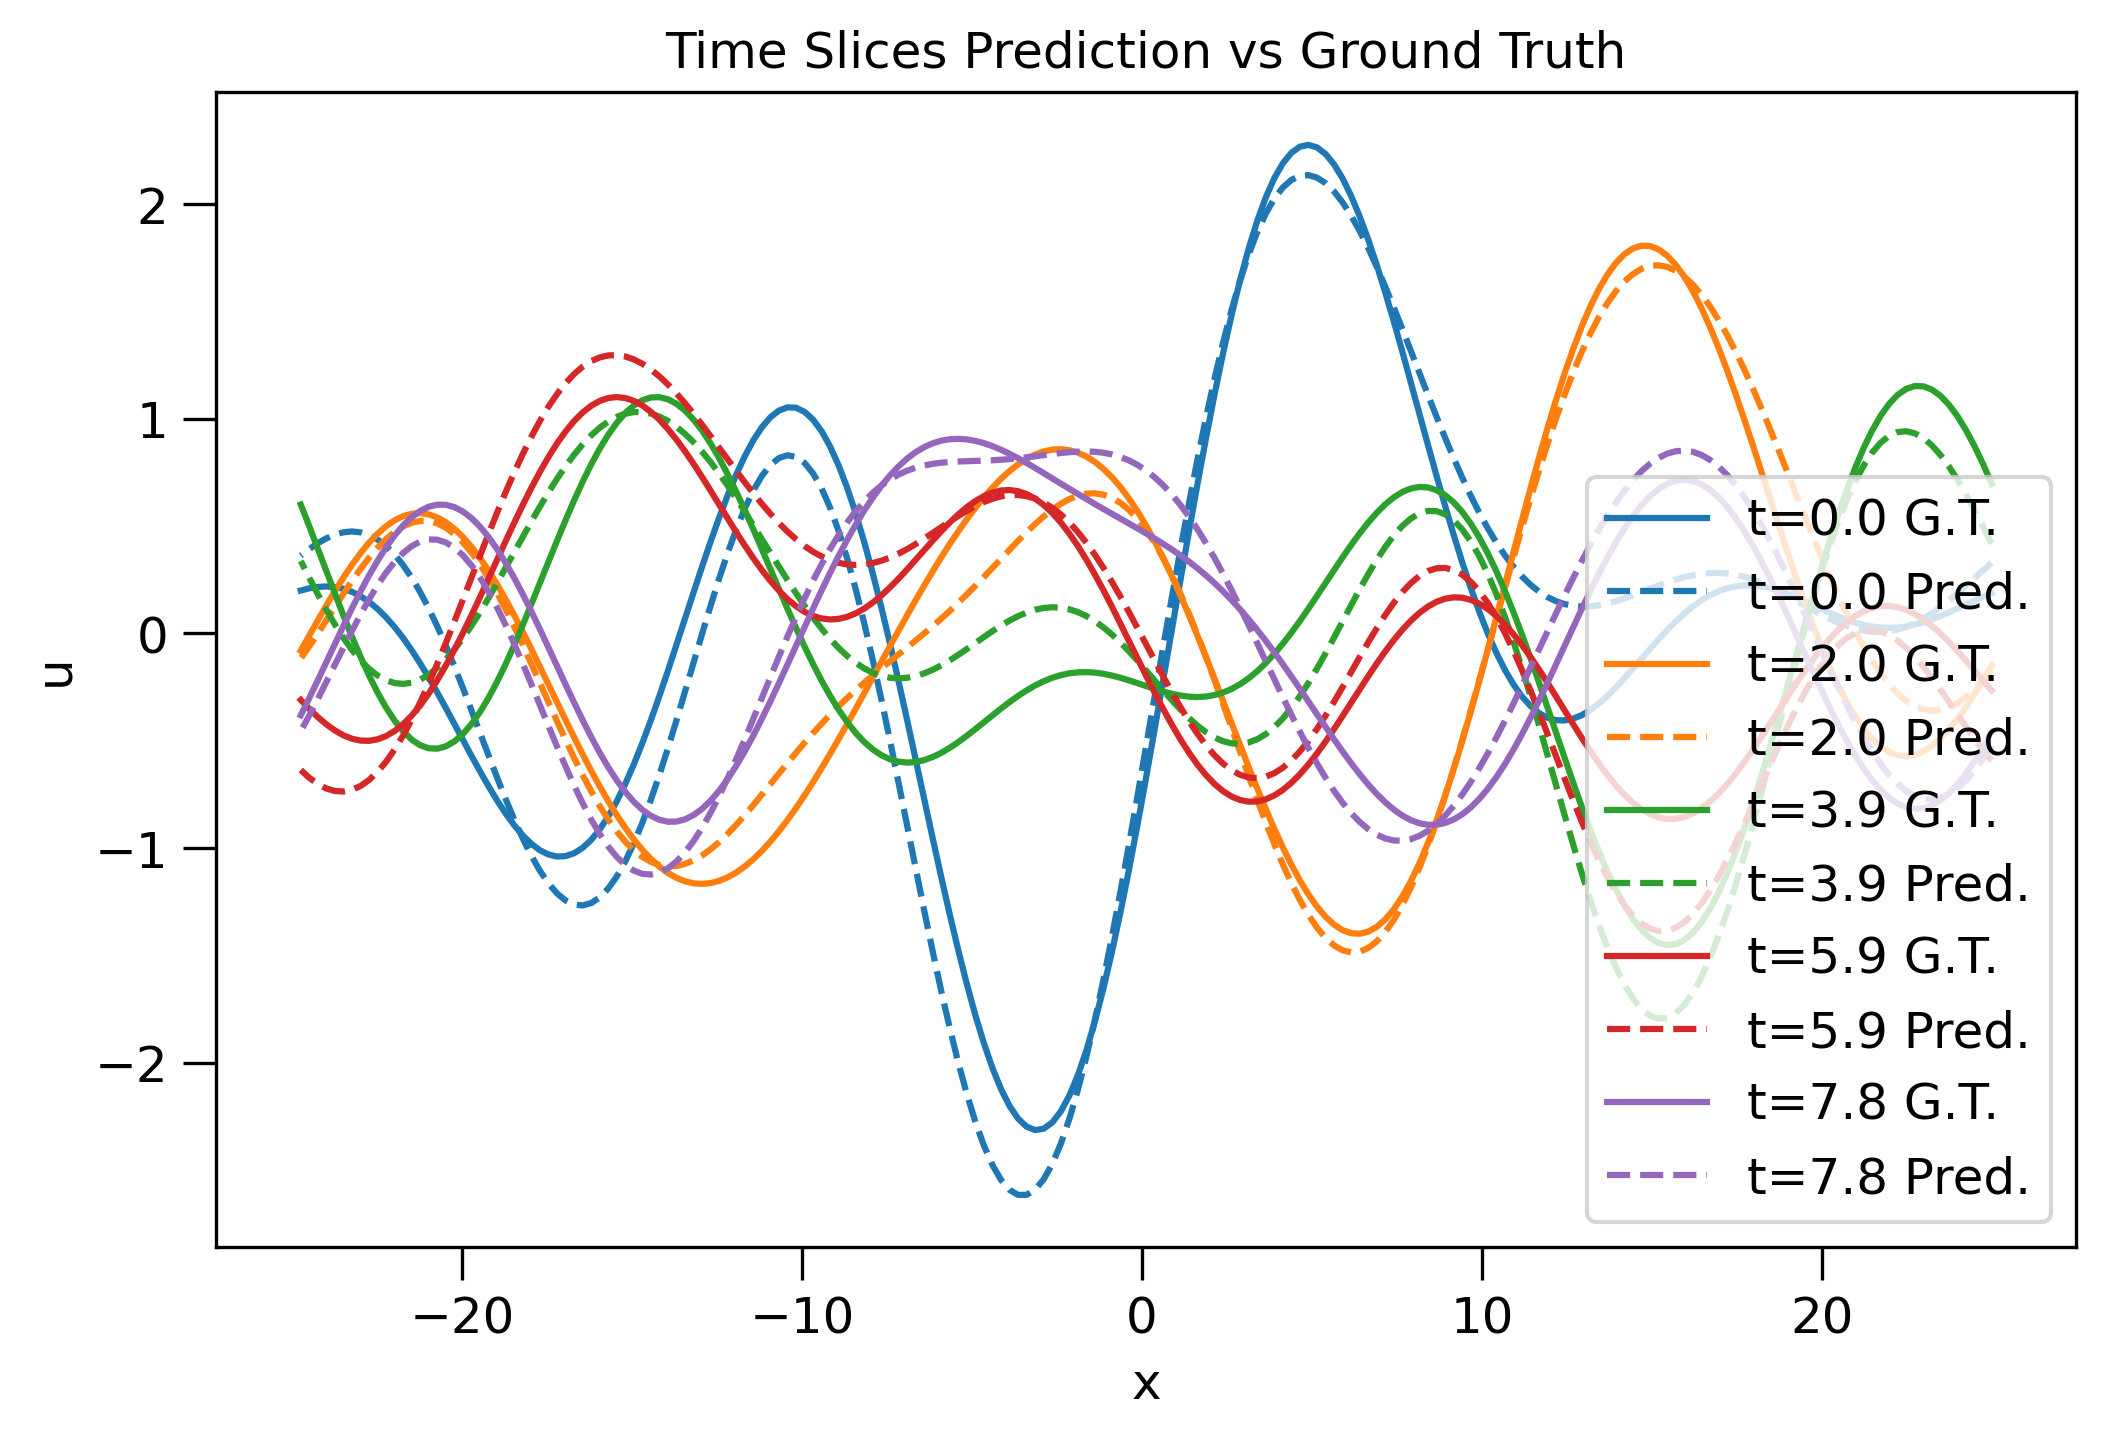 Time Slices Prediction vs Ground Truth
u
2
1
0
−1
−2
t=0.0 G.T.
t=0.0 Pred.
t=2.0 G.T.
t=2.0 Pred.
t=3.9 G.T.
t=3.9 Pred.
t=5.9 G.T.
t=5.9 Pred.
t=7.8 G.T.
t=7.8 Pred.
−20 −10 0 10 20
x